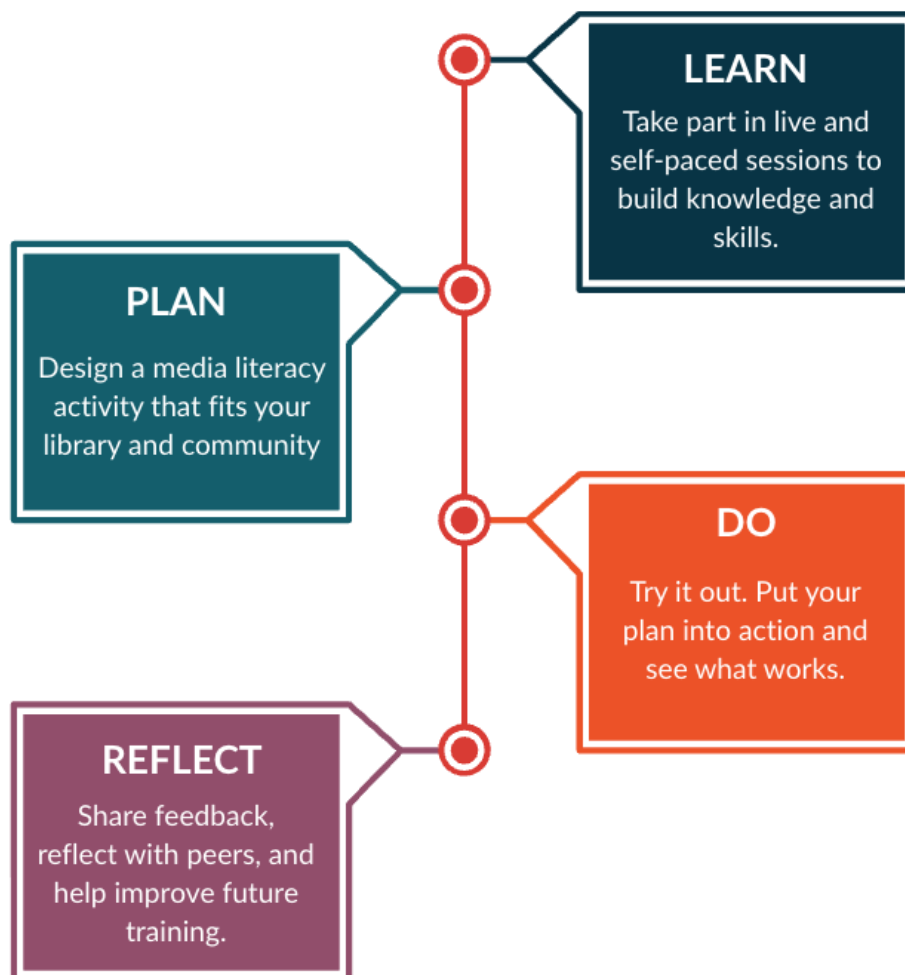 LEARN
Take part in live and
self-paced sessions to
build knowledge and
skills.
PLAN
Design a media literacy
activity that fits your
library and community
DO
Try it out. Put your
plan into action and
see what works.
REFLECT
Share feedback,
reflect with peers, and
help improve future
training.